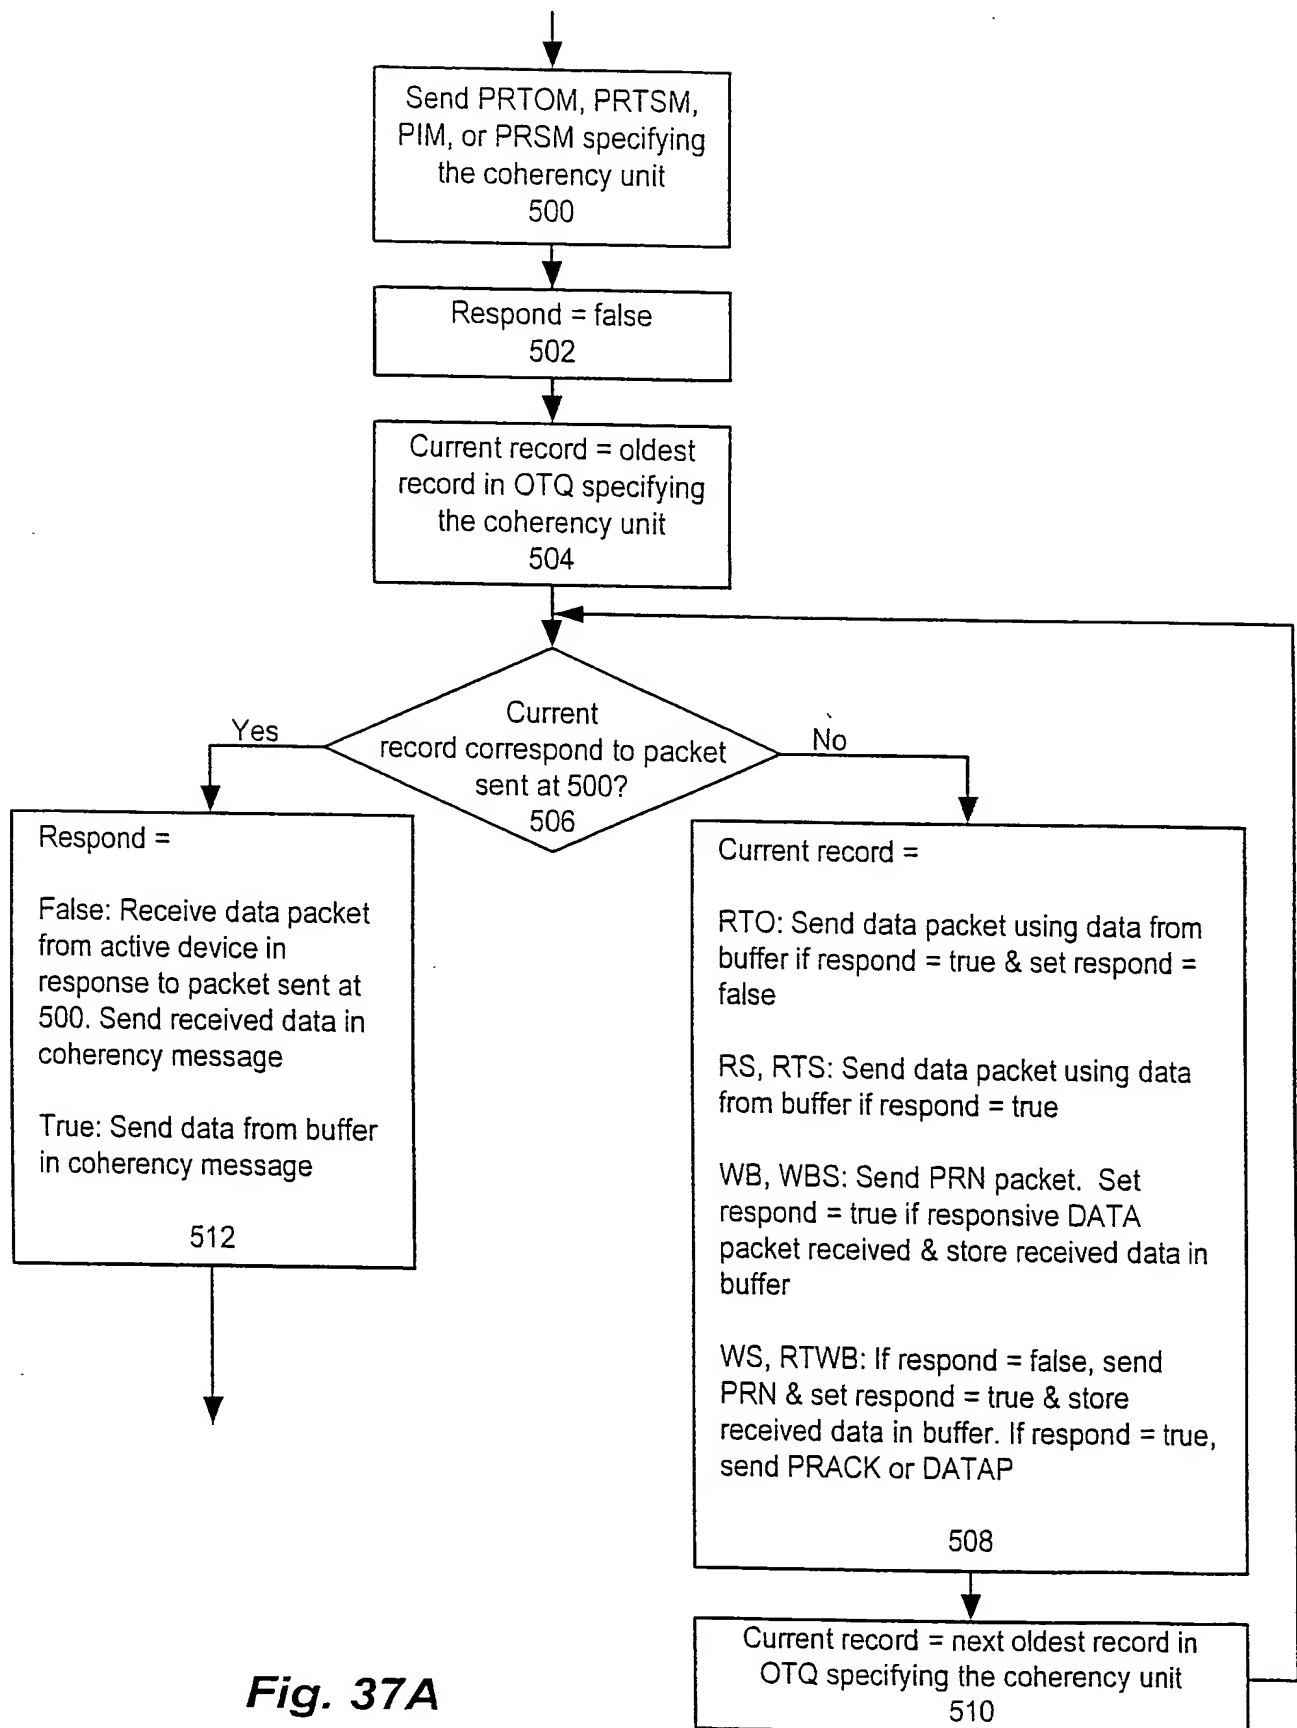 Send PRTOM, PRTSM,
PIM, or PRSM specifying
the coherency unit
500
Respond = false
502
Current record = oldest
record in OTQ specifying
the coherency unit
504
Current
record correspond to packet
sent at 500?
506
Yes
No
Respond =
False: Receive data packet
from active device in
response to packet sent at
500. Send received data in
coherency message
True: Send data from buffer
in coherency message
512
Current record =
RTO: Send data packet using data from
buffer if respond = true & set respond =
false
RS, RTS: Send data packet using data
from buffer if respond = true
WB, WBS: Send PRN packet. Set
respond = true if responsive DATA
packet received & store received data in
buffer
WS, RTWB: If respond = false, send
PRN & set respond = true & store
received data in buffer. If respond = true,
send PRACK or DATAP
508
Current record = next oldest record in
OTQ specifying the coherency unit
510
Fig. 37A